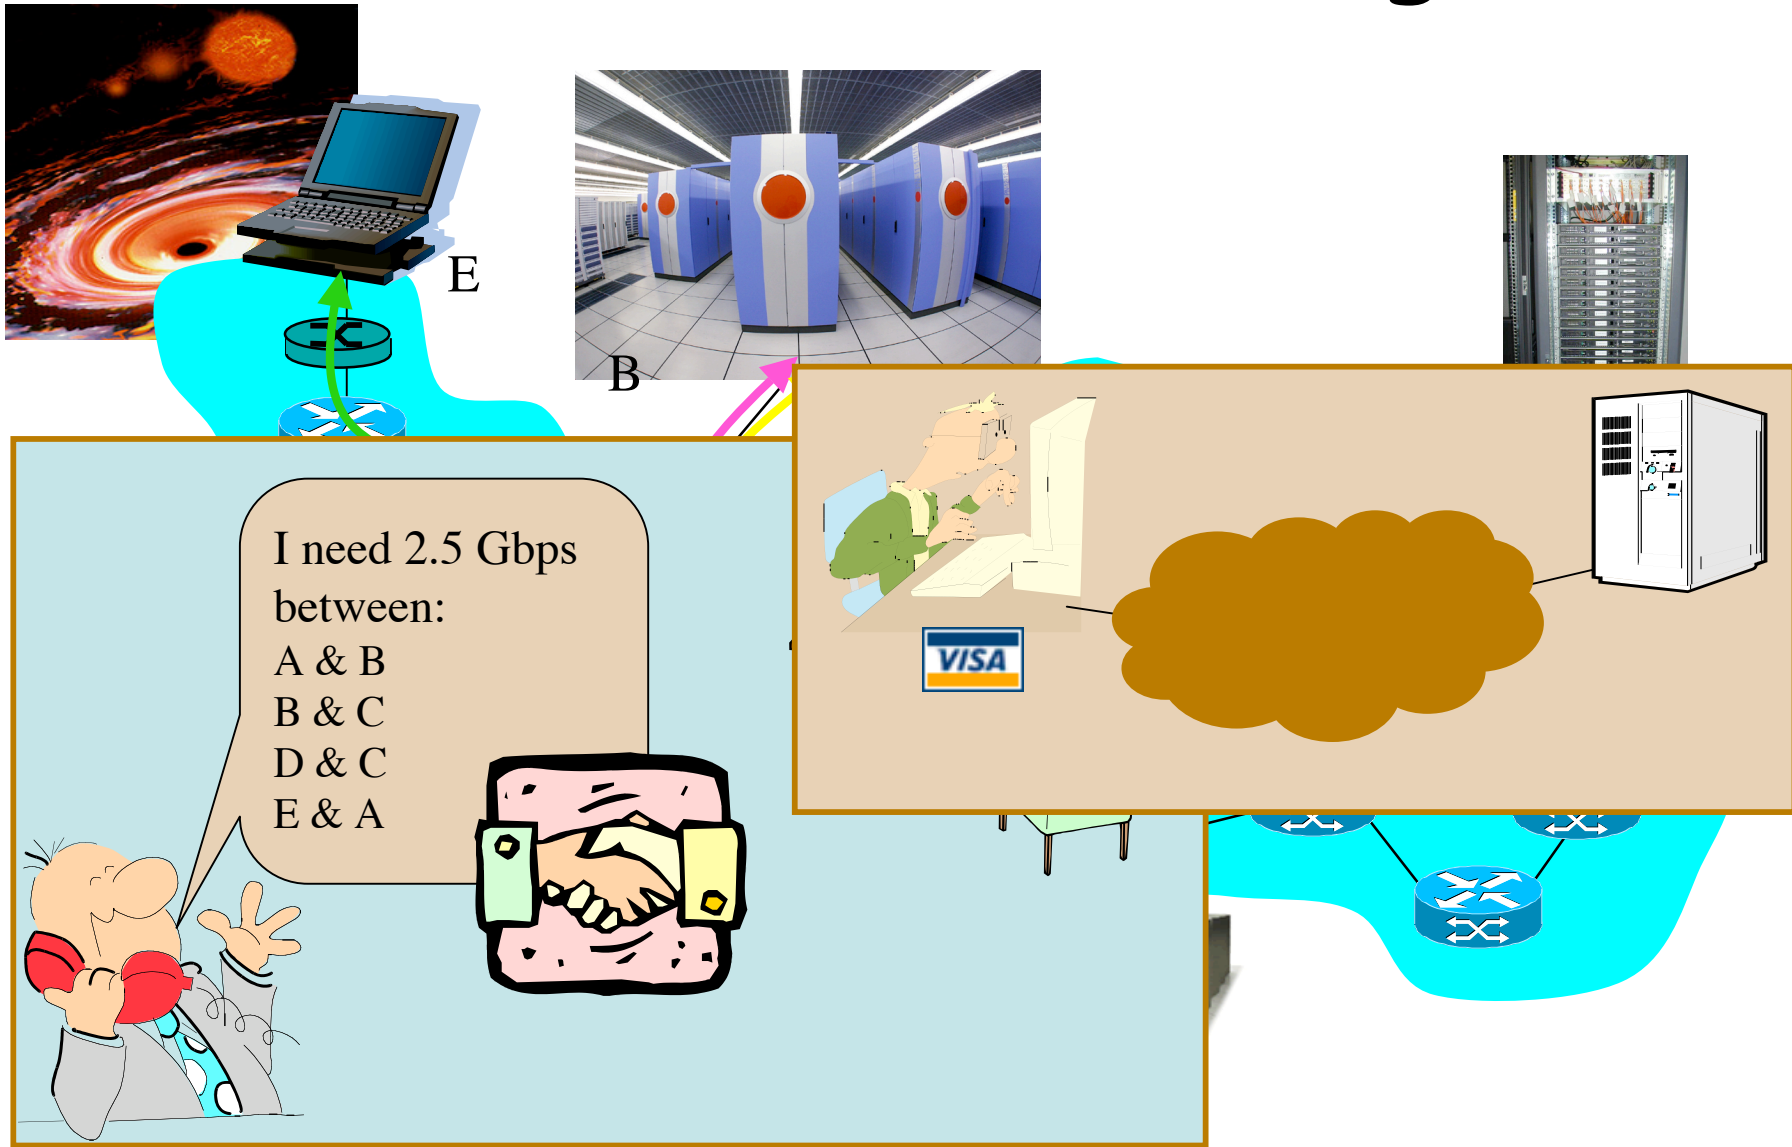 g
E
B
I need 2.5 Gbps
between:
A & B
B & C
D & C
E & A
VISA